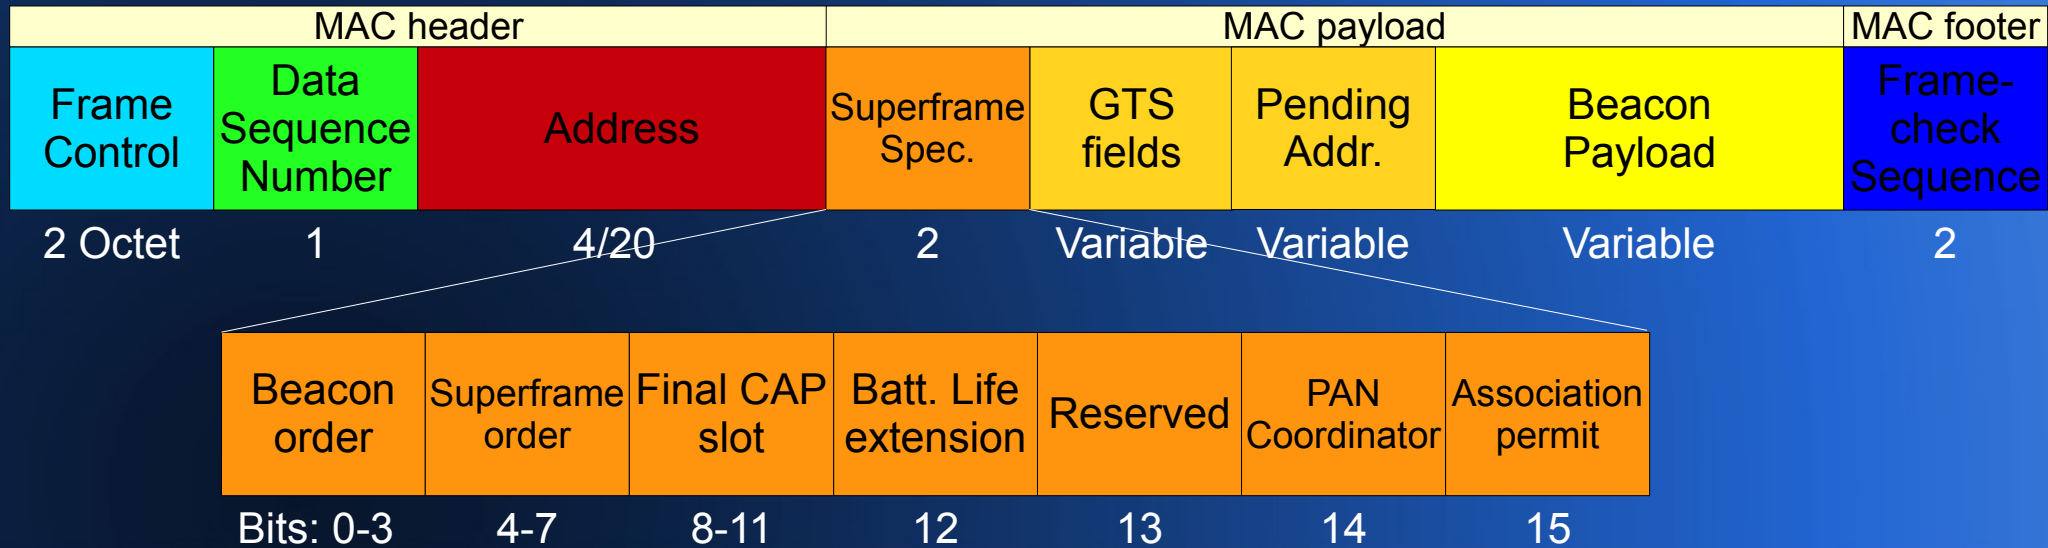 MAC header MAC payload MAC footer
Frame Control
Data Sequence Number
Address
Superframe Spec.
GTS fields
Pending Addr.
Beacon Payload
Frame-check Sequence
2 Octet 1 4/20 2 Variable Variable Variable 2
Beacon order
Superframe order
Final CAP slot
Batt. Life extension
Reserved
PAN Coordinator
Association permit
Bits: 0-3 4-7 8-11 12 13 14 15